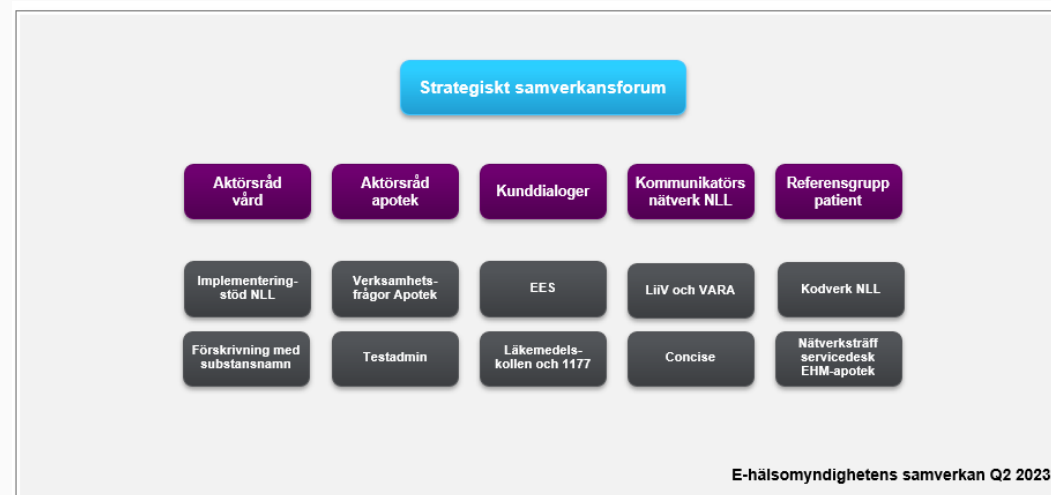 Strategiskt samverkansforum
Aktörsråd
vård
Aktörsråd
apotek
Kunddialoger
Kommunikatörs
nätverk NLL
Referensgrupp
patient
Implementering-
stöd NLL
Verksamhets-
frågor Apotek
EES
LiiV och VARA
Kodverk NLL
Förskrivning med
substansnamn
Testadmin
Läkemedels-
kollen och 1177
Concise
Nätverksträff
servicedesk
EHM-apotek
E-hälsomyndighetens samverkan Q2 2023